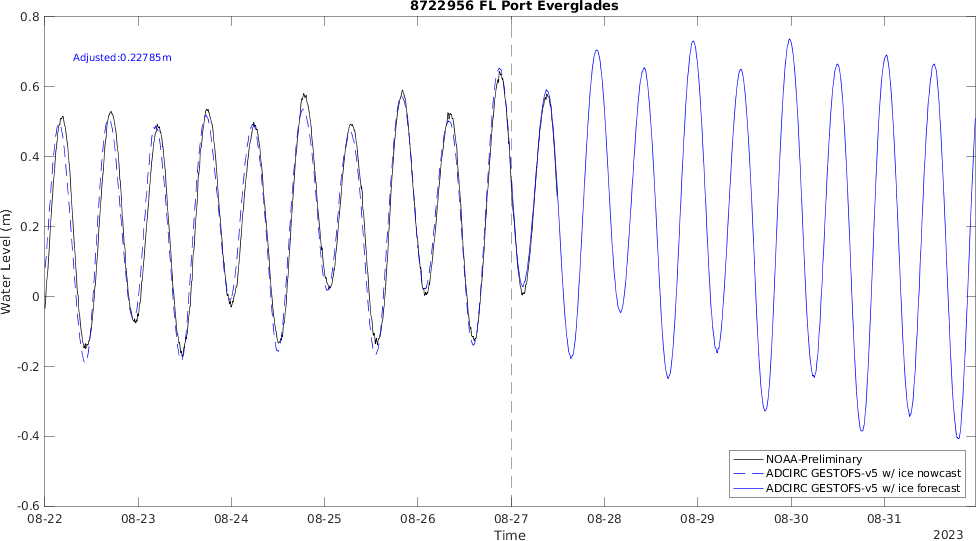 8722956 FL Port Everglades
Adjusted:0.22785m
Water Level (m)
0.8
0.6
0.4
0.2
0
-0.2
-0.4
-0.6
NOAA-Preliminary
ADCIRC GESTOFS-v5 w/ ice nowcast
ADCIRC GESTOFS-v5 w/ ice forecast
08-22 08-23 08-24 08-25 08-26 08-27 08-28 08-29 08-30 08-31
Time
2023